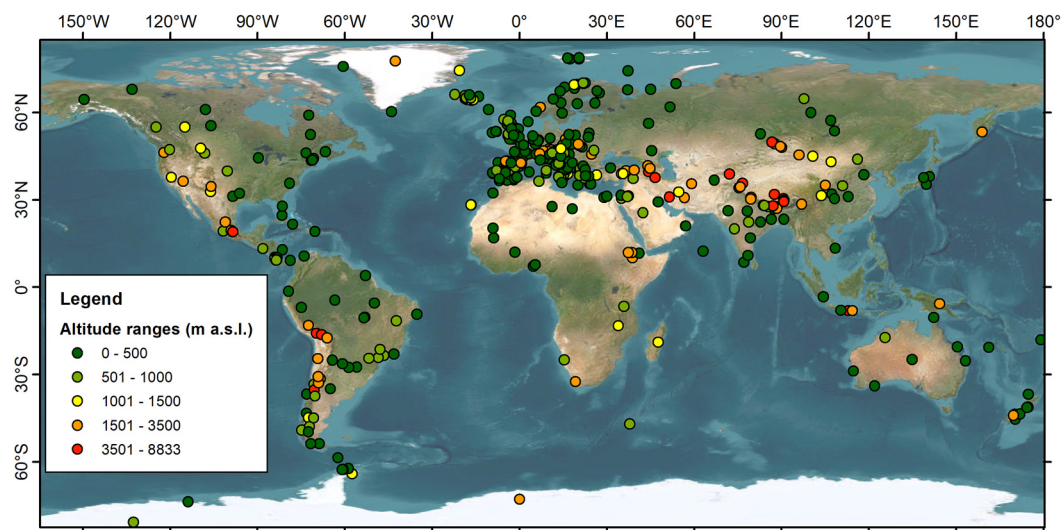 150°W 120°W 90°W 60°W 30°W 0° 30°E 60°E 90°E 120°E 150°E 180°
60°N
30°N
0°
30°S
60°S
Legend
Altitude ranges (m a.s.l.)
0 - 500
501 - 1000
1001 - 1500
1501 - 3500
3501 - 8833